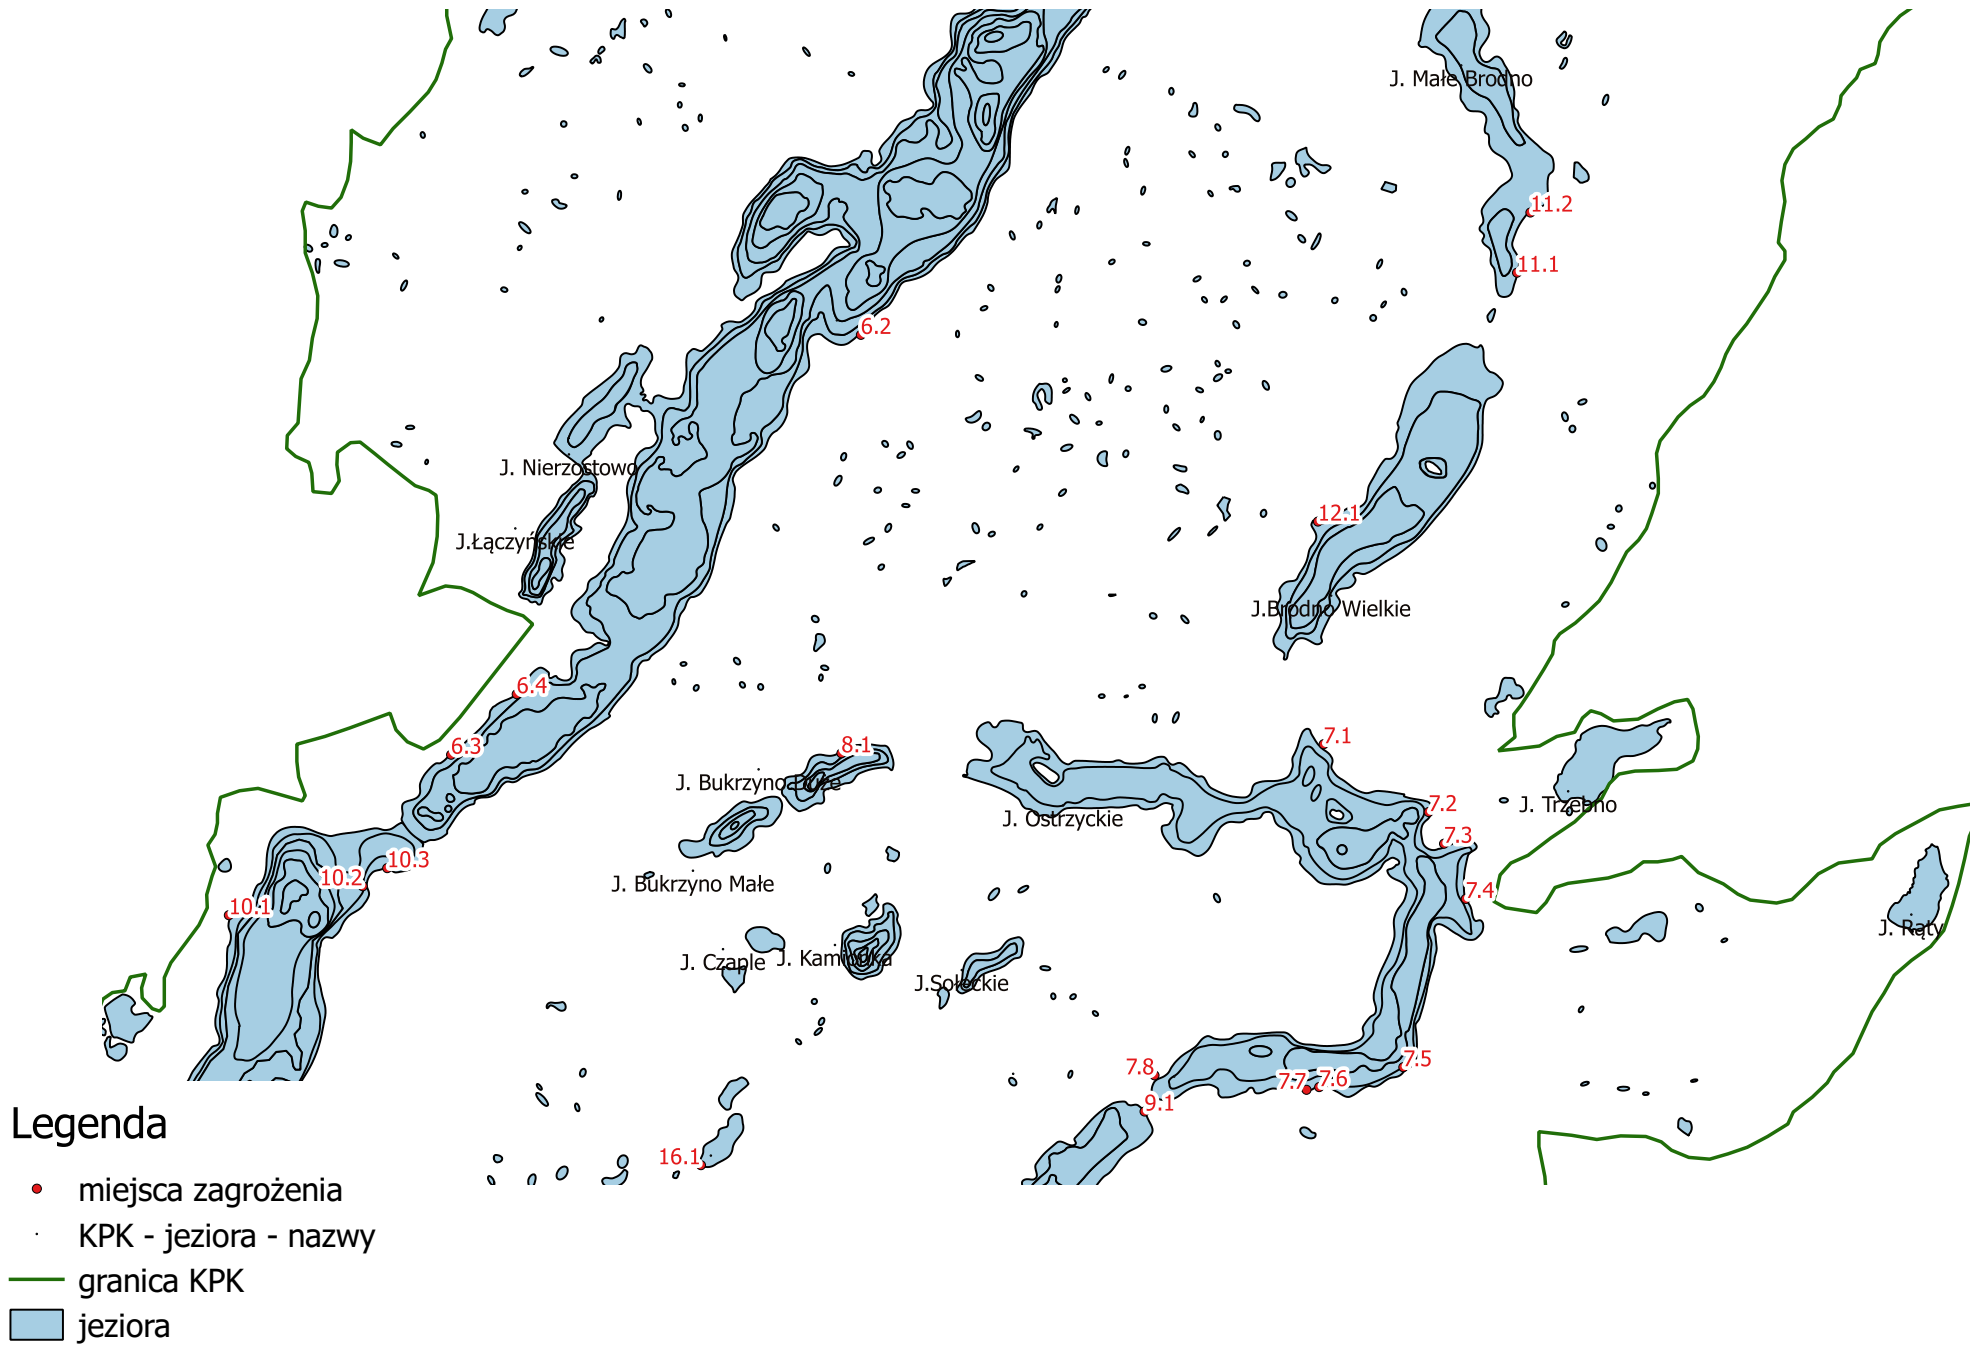 J. Małe Brodno
11.2
11.1
6.2
J. Nierzostowo
12.1
J.Łączyńskie
J.Brodno Wielkie
6.4
6.3
8.1
7.1
J. Bukrzyno Duże
7.2
J. Trzebno
J. Ostrzyckie
7.3
10.3
10.2
J. Bukrzyno Małe
7.4
10.1
J. Rąty
J. Czaple
J. Kamionka
J.Sołeckie
7.5
7.8
7.7
7.6
9.1
16.1
Legenda
miejsca zagrożenia
KPK - jeziora - nazwy
granica KPK
jeziora